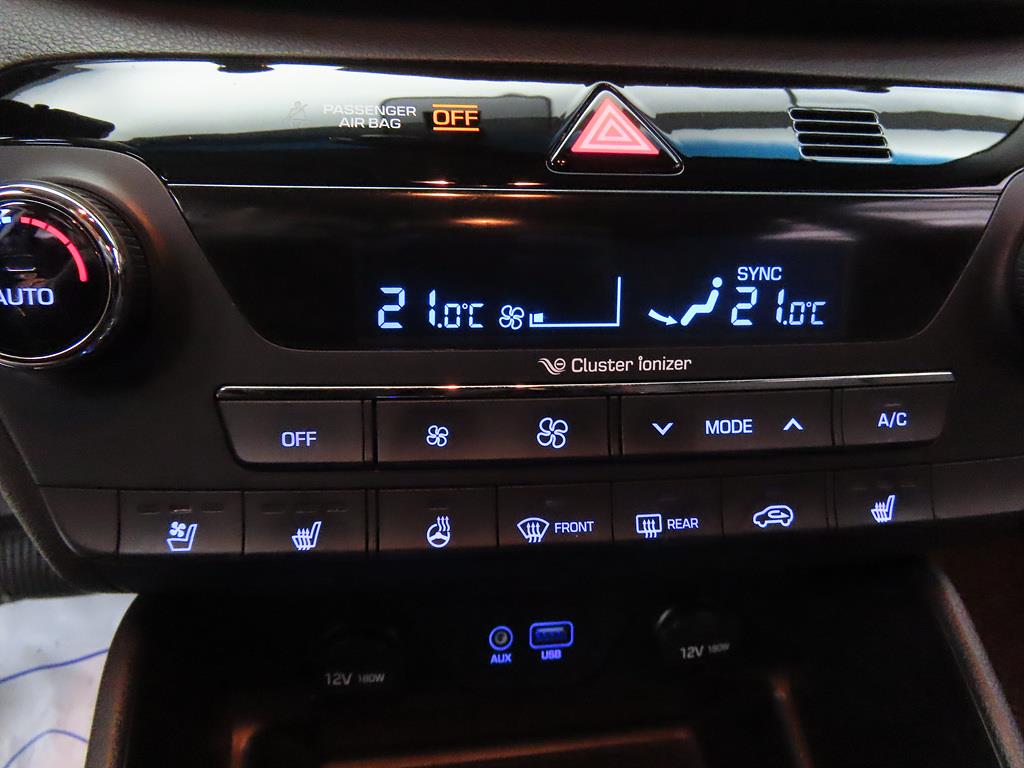 PASSENGER
AIR BAG
OFF
SYNC
21.0°C
21.0°C
AUTO
Cluster ionizer
OFF
MODE
A/C
FRONT
REAR
AUX
USB
12V 180W
12V 180W